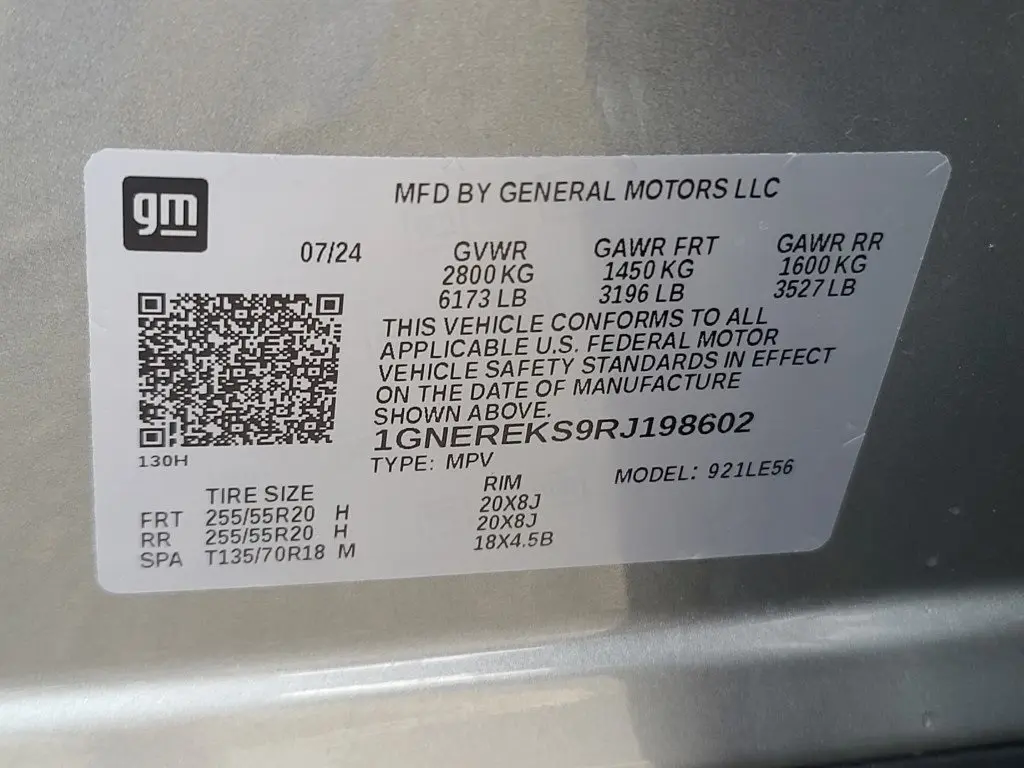 gm
MFD BY GENERAL MOTORS LLC
07/24 GVWR GAWR FRT GAWR RR
2800 KG 1450 KG 1600 KG
6173 LB 3196 LB 3527 LB
THIS VEHICLE CONFORMS TO ALL
APPLICABLE U.S. FEDERAL MOTOR
VEHICLE SAFETY STANDARDS IN EFFECT
ON THE DATE OF MANUFACTURE
SHOWN ABOVE.
1GNEREKS9RJ198602
130H
TYPE: MPV MODEL: 921LE56
TIRE SIZE RIM
FRT 255/55R20 H 20X8J
RR 255/55R20 H 20X8J
SPA T135/70R18 M 18X4.5B